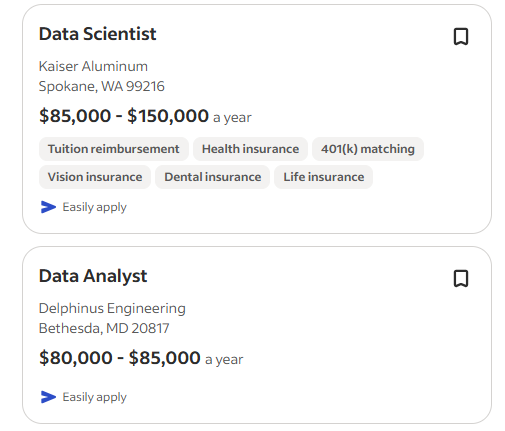 Data Scientist
Kaiser Aluminum
Spokane, WA 99216
$85,000 - $150,000 a year
Tuition reimbursement Health insurance 401(k) matching
Vision insurance Dental insurance Life insurance
Easily apply
Data Analyst
Delphinus Engineering
Bethesda, MD 20817
$80,000 - $85,000 a year
Easily apply